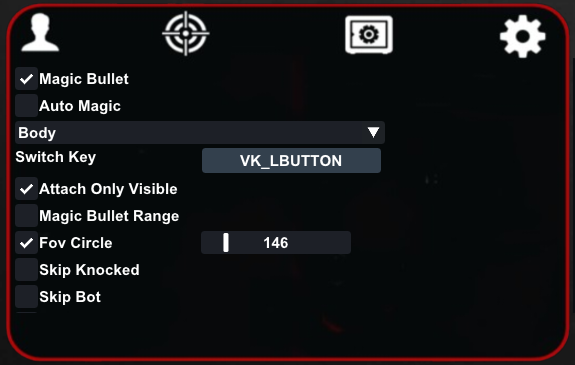 Magic Bullet
Auto Magic
Body
Switch Key VK_LBUTTON
Attach Only Visible
Magic Bullet Range
Fov Circle 146
Skip Knocked
Skip Bot